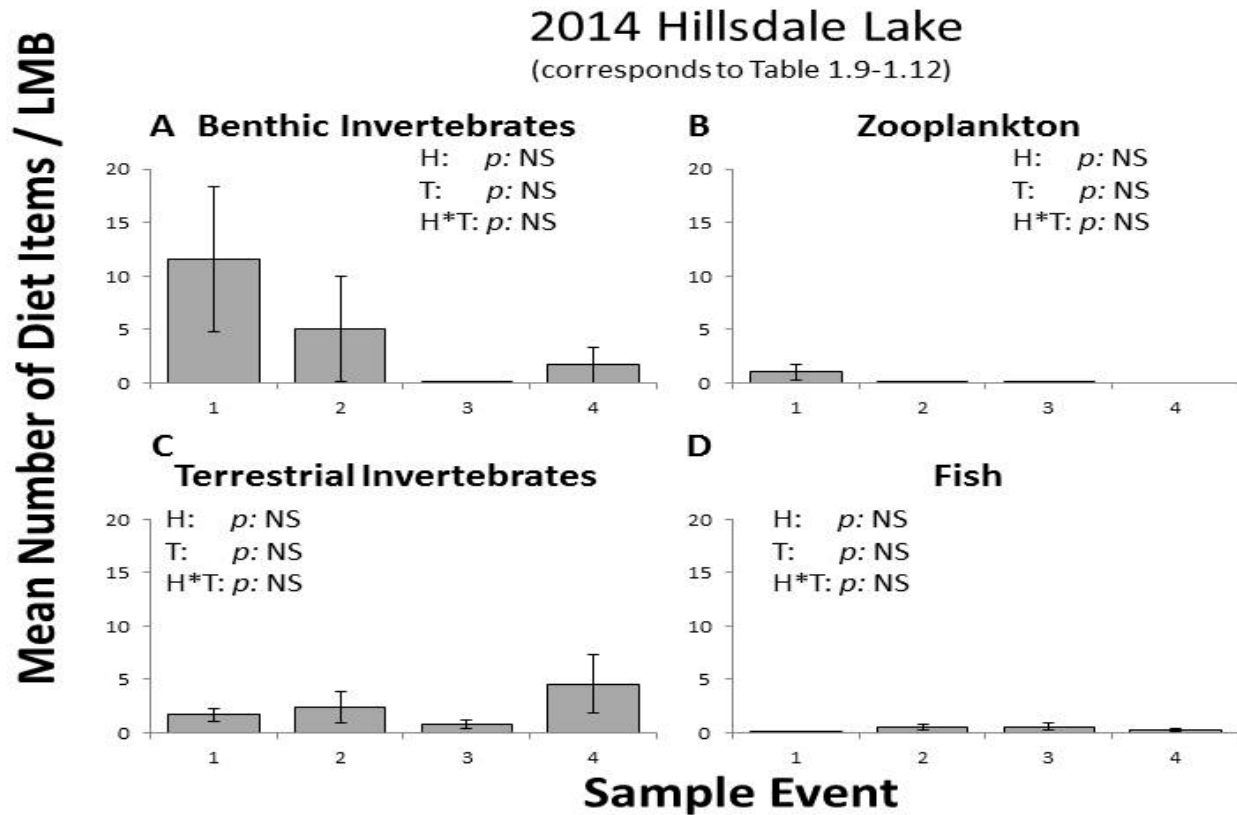 2014 Hillsdale Lake
(corresponds to Table 1.9-1.12)
Mean Number of Diet Items / LMB
A Benthic Invertebrates
H: p: NS
T: p: NS
H*T: p: NS
20
15
10
5
0
1 2 3 4
B Zooplankton
H: p: NS
T: p: NS
H*T: p: NS
20
15
10
5
0
1 2 3 4
C
Terrestrial Invertebrates
H: p: NS
T: p: NS
H*T: p: NS
20
15
10
5
0
1 2 3 4
D
Fish
H: p: NS
T: p: NS
H*T: p: NS
20
15
10
5
0
1 2 3 4
Sample Event